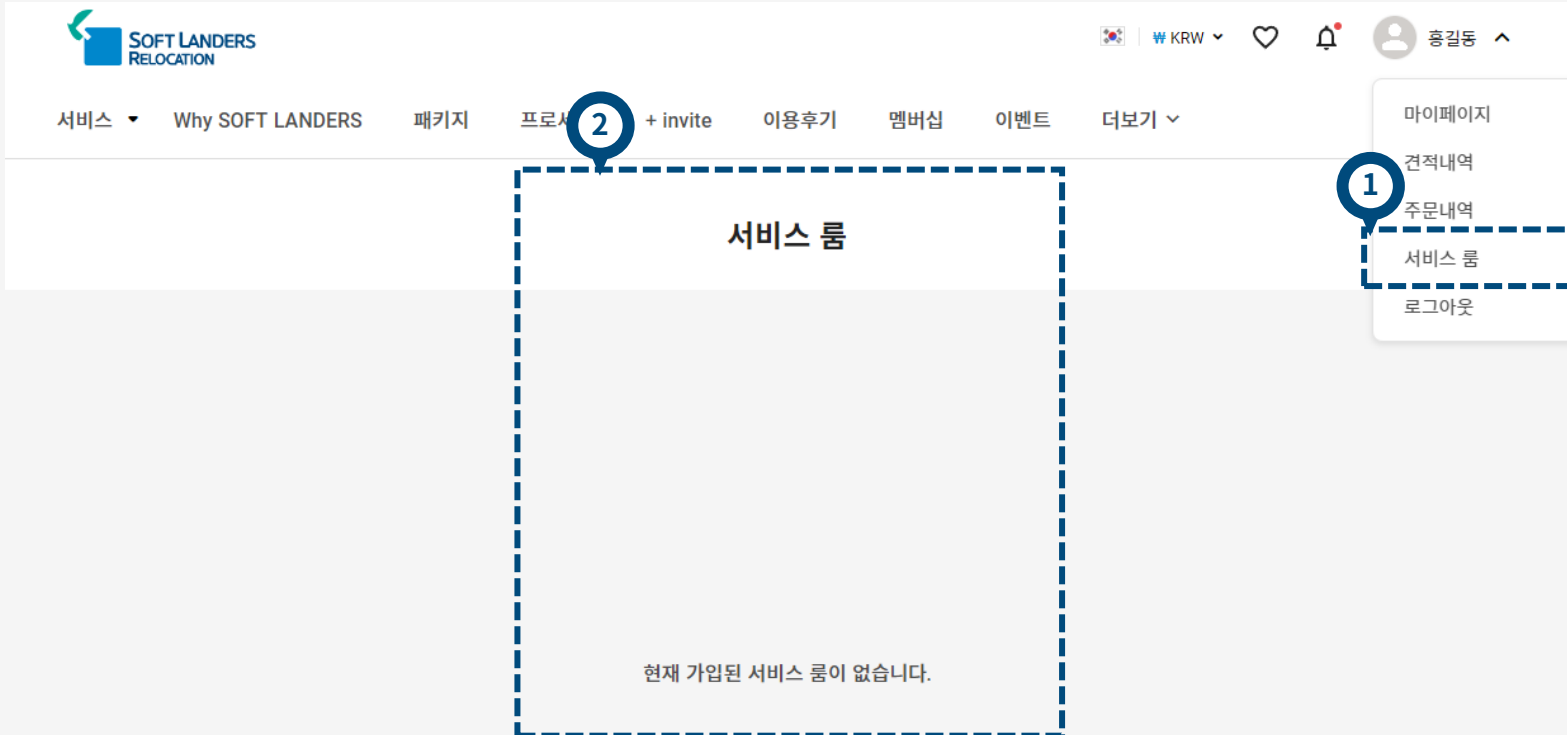 SOFT LANDERS
RELOCATION
₩ KRW
홍길동
서비스 Why SOFT LANDERS 패키지 + invite 이용후기 멤버십 이벤트 더보기
2
마이페이지
견적내역
1
주문내역
서비스 룸
로그아웃
서비스 룸
현재 가입된 서비스 룸이 없습니다.